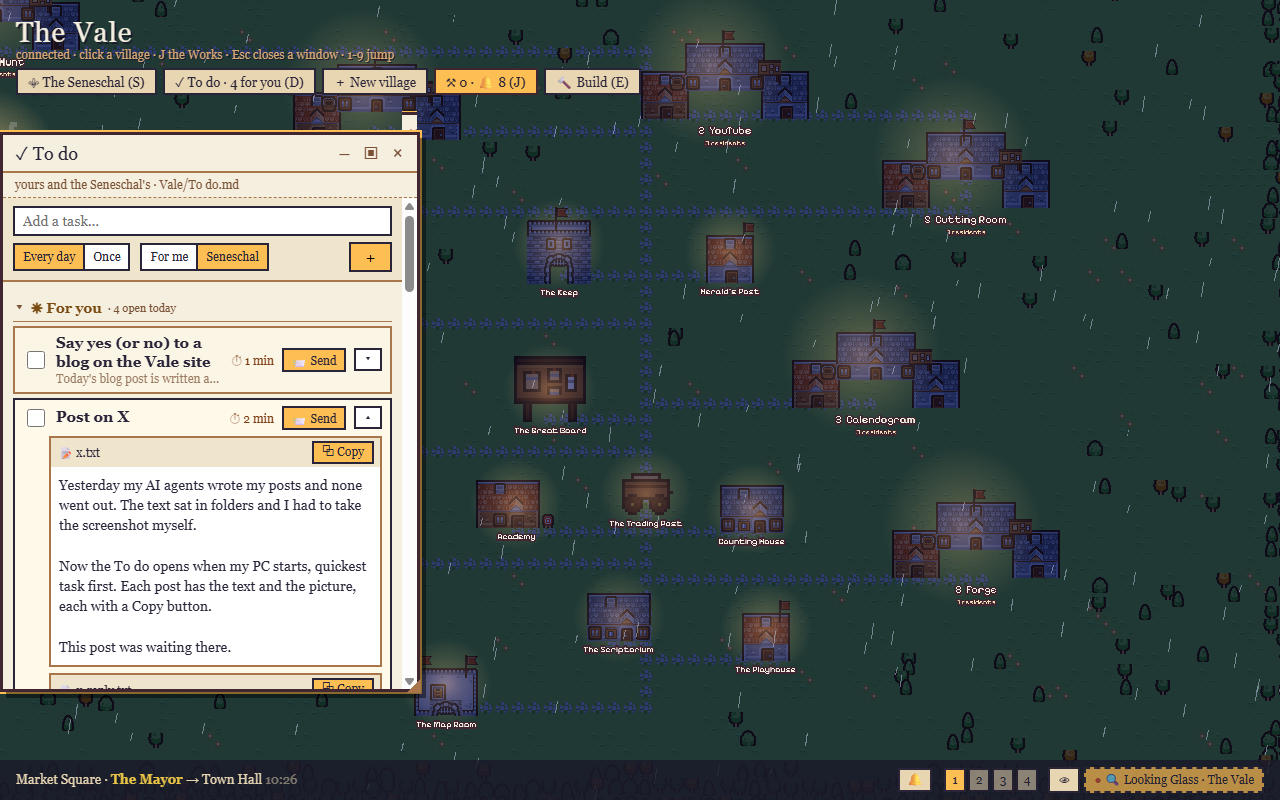 The Vale
connected · click a village · J the Works · Esc closes a window · 1-9 jump
The Seneschal (S)
✓ To do · 4 for you (D)
+ New village
0 · 8 (J)
Build (E)
✓ To do
yours and the Seneschal's · Vale/To do.md
Add a task...
Every day
Once
For me
Seneschal
+
For you · 4 open today
Say yes (or no) to a
blog on the Vale site
Today's blog post is written a...
1 min
Send
Post on X
2 min
Send
x.txt
Copy
Yesterday my AI agents wrote my posts and none
went out. The text sat in folders and I had to take
the screenshot myself.
Now the To do opens when my PC starts, quickest
task first. Each post has the text and the picture,
each with a Copy button.
This post was waiting there.
Copy
2 YouTube
3 residents
Cutting Room
3 residents
The Keep
Herald's Post
Calendogram
The Great Board
Academy
The Trading Post
Counting House
Forge
The Scriptorium
The Playhouse
The Map Room
Market Square · The Mayor → Town Hall 10:26
1
2
3
4
Looking Glass · The Vale